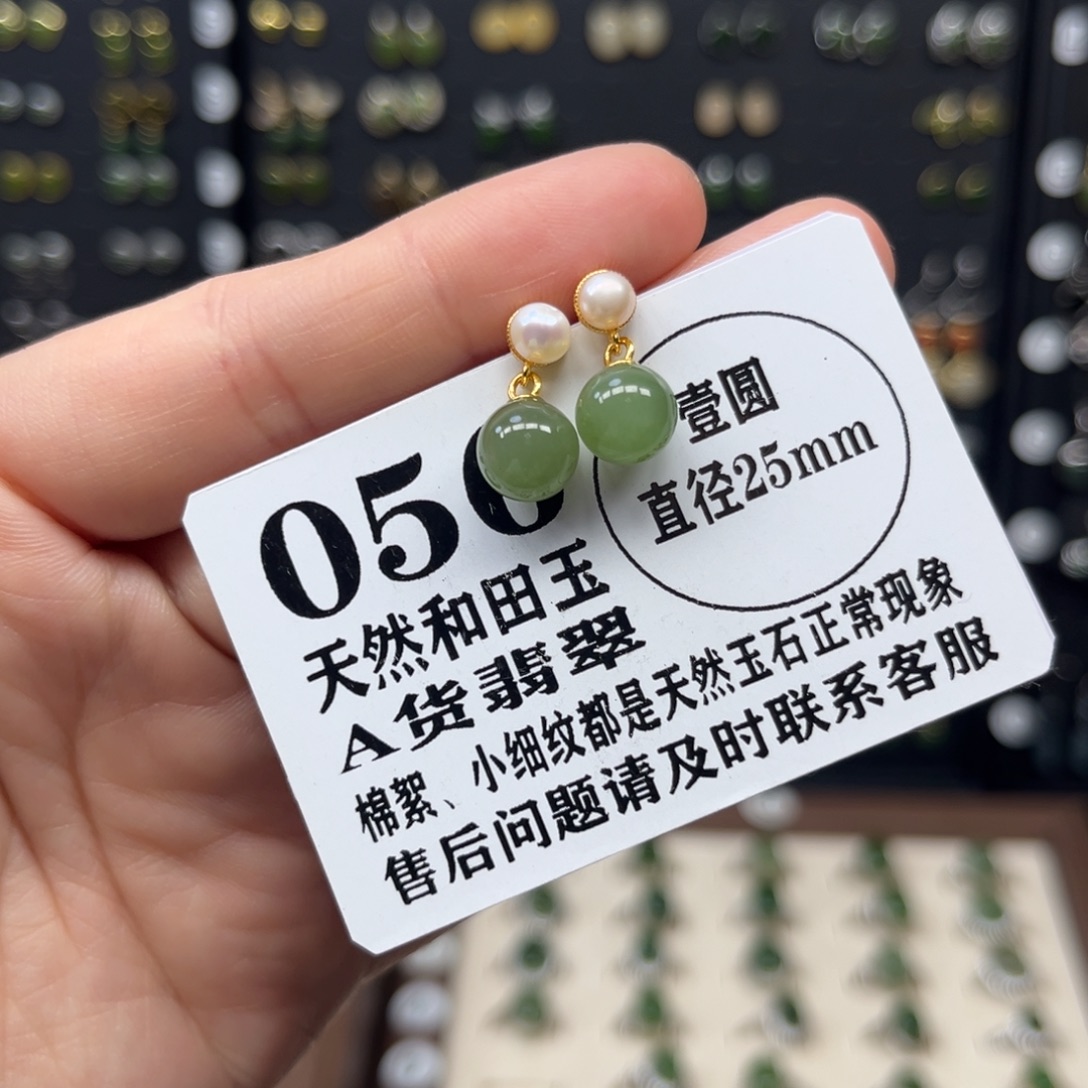 056
壹圆
直径25mm
天然和田玉
A货翡翠
棉絮、小细纹都是天然玉石正常现象
售后问题请及时联系客服